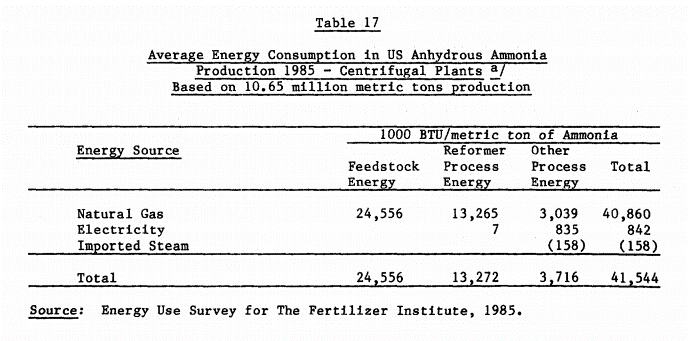 Table 17
Average Energy Consumption in US Anhydrous Ammonia
Production 1985 - Centrifugal Plants a/
Based on 10.65 million metric tons production
1000 BTU/metric ton of Ammonia
Energy Source Reformer Other
Feedstock Process Process Total
Energy Energy Energy
Natural Gas 24,556 13,265 3,039 40,860
Electricity 7 835 842
Imported Steam (158) (158)
Total 24,556 13,272 3,716 41,544
Source: Energy Use Survey for The Fertilizer Institute, 1985.